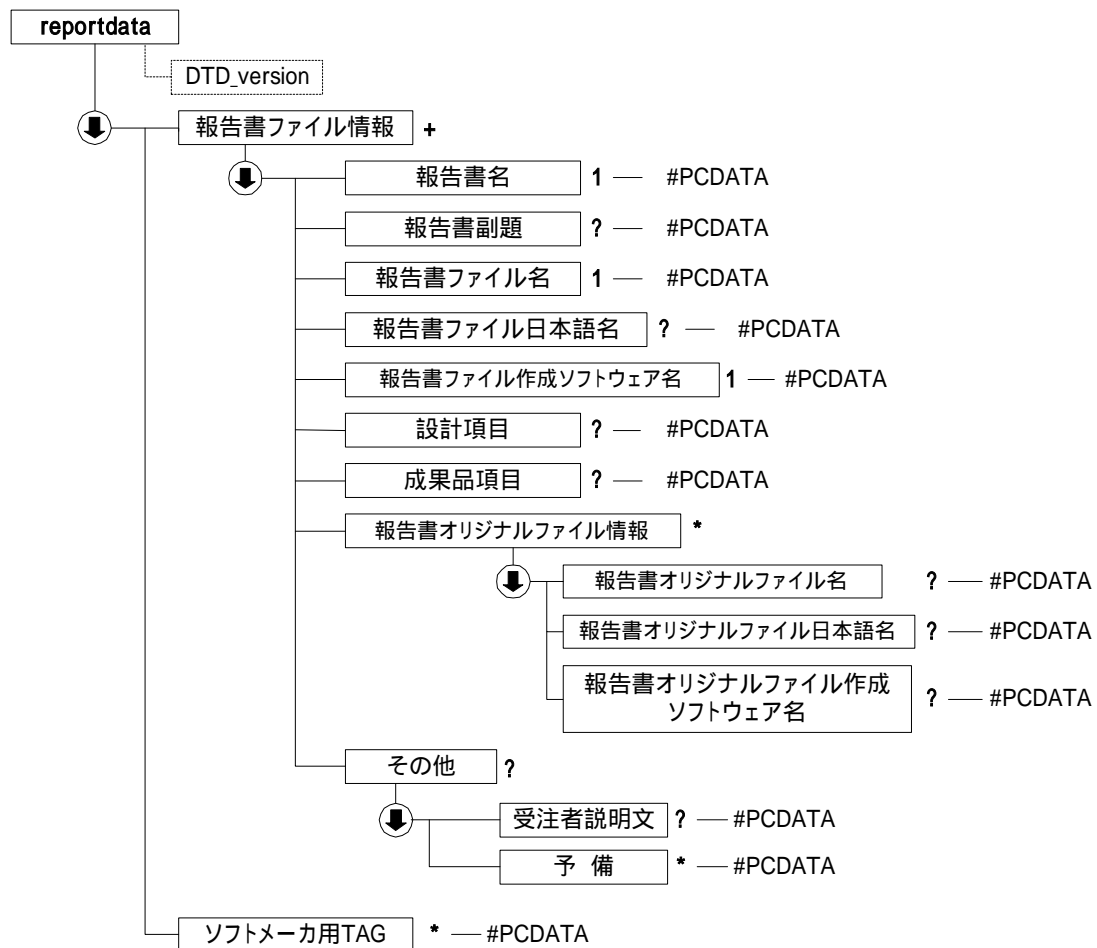 reportdata
DTD_version
報告書ファイル情報 +
報告書名 1 — #PCDATA
報告書副題 ? — #PCDATA
報告書ファイル名 1 — #PCDATA
報告書ファイル日本語名 ? — #PCDATA
報告書ファイル作成ソフトウェア名 1 — #PCDATA
設計項目 ? — #PCDATA
成果品項目 ? — #PCDATA
報告書オリジナルファイル情報 *
報告書オリジナルファイル名 ? — #PCDATA
報告書オリジナルファイル日本語名 ? — #PCDATA
報告書オリジナルファイル作成
ソフトウェア名 ? — #PCDATA
その他 ?
受注者説明文 ? — #PCDATA
予 備 * — #PCDATA
ソフトメーカ用TAG * — #PCDATA